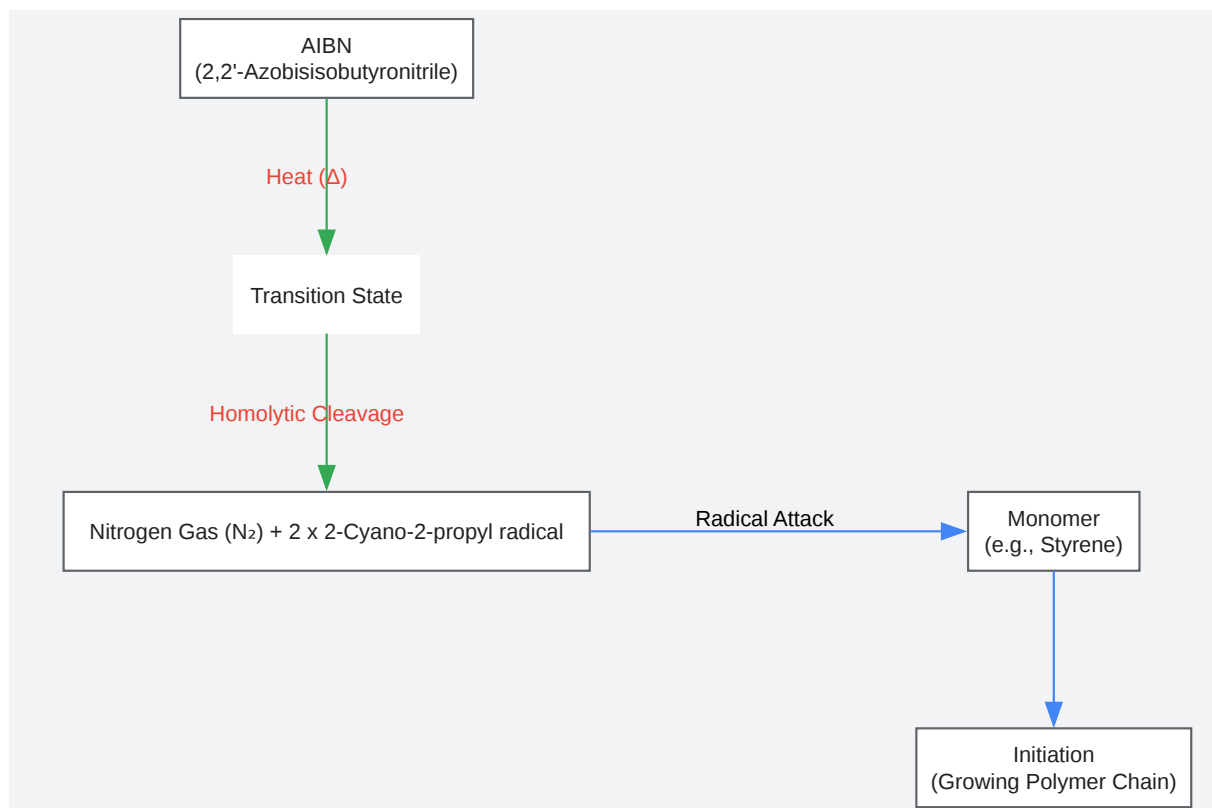 AIBN
(2,2'-Azobisisobutyronitrile)
Heat (Δ)
Transition State
Homolytic Cleavage
Nitrogen Gas (N₂) + 2 x 2-Cyano-2-propyl radical
Radical Attack
Monomer
(e.g., Styrene)
Initiation
(Growing Polymer Chain)